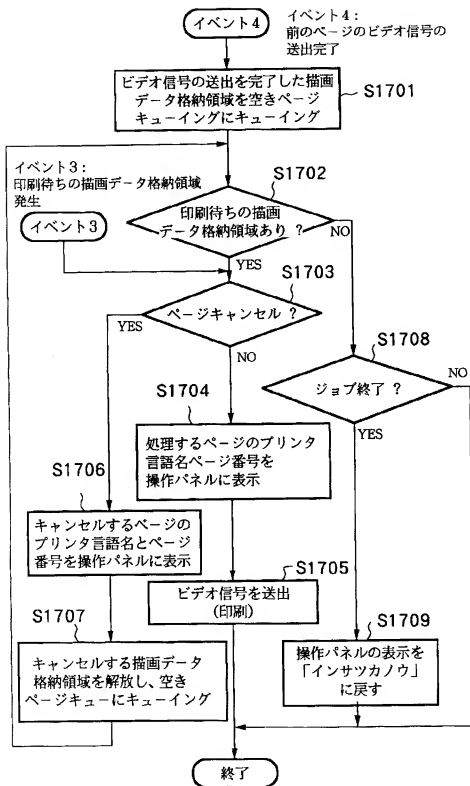 イベント4
イベント4：
前のページのビデオ信号の
送出完了
ビデオ信号の送出を完了した描画
データ格納領域を空きページ
キューイングにキューイング
S1701
イベント3：
印刷待ちの描画データ格納領域
発生
イベント3
S1702
印刷待ちの描画
データ格納領域あり ?
NO
YES
S1703
ページキャンセル ?
YES
NO
S1708
ジョブ終了 ?
NO
YES
S1704
処理するページのプリンタ
言語名ページ番号を
操作パネルに表示
S1706
キャンセルするページの
プリンタ言語名とページ
番号を操作パネルに表示
S1705
ビデオ信号を送出
(印刷)
S1707
キャンセルする描画データ
格納領域を解放し、空き
ページキューにキューイング
S1709
操作パネルの表示を
「インサツカノウ」
に戻す
終了